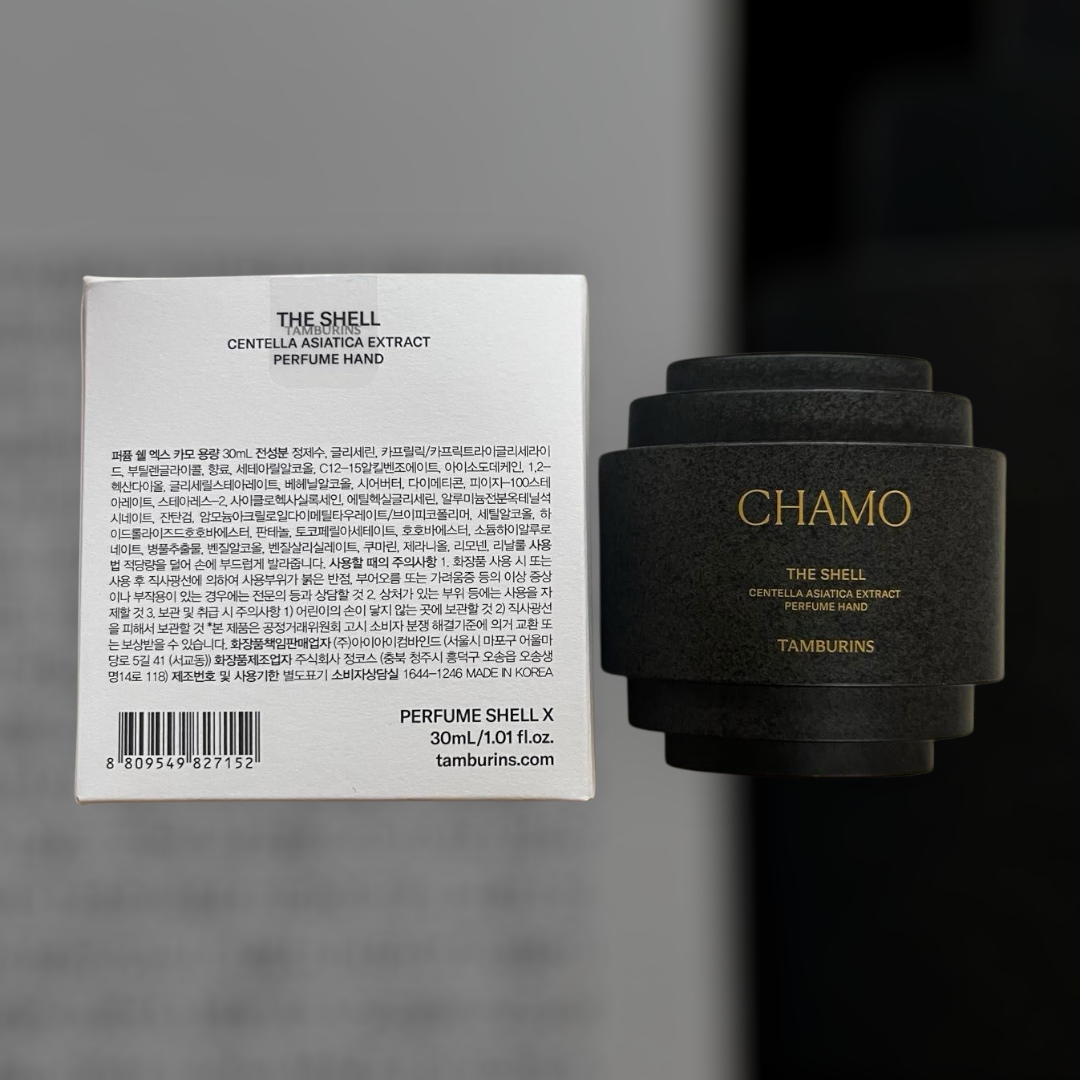 THE SHELL
TAMBURINS
CENTELLA ASIATICA EXTRACT
PERFUME HAND
퍼퓸 쉘 엑스 카모 용량 30mL 전성분 정제수, 글리세린, 카프릴릭/카프릭트라이글리세라이
드, 부틸렌글라이콜, 향료, 세테아릴알코올, C12-15알킬벤조에이트, 아이소도데케인, 1,2-
헥산다이올, 글리세릴스테아레이트, 베헤닐알코올, 시어버터, 다이메티콘, 피이지-100스테
아레이트, 스테아레스-2, 사이클로헥사실록세인, 에틸헥실글리세린, 알루미늄전분옥테닐석
시네이트, 잔탄검, 암모늄아크릴로일다이메틸타우레이트/브이피코폴리머, 세틸알코올, 하
이드롤라이즈드호호바에스터, 판테놀, 토코페릴아세테이트, 호호바에스터, 소듐하이알루로
네이트, 병풀추출물, 벤질알코올, 벤질살리실레이트, 쿠마린, 제라니올, 리모넨, 리날룰 사용
법 적당량을 덜어 손에 부드럽게 발라줍니다. 사용할 때의 주의사항 1. 화장품 사용 시 또는
사용 후 직사광선에 의하여 사용부위가 붉은 반점, 부어오름 또는 가려움증 등의 이상 증상
이나 부작용이 있는 경우에는 전문의 등과 상담할 것 2. 상처가 있는 부위 등에는 사용을 자
제할 것 3. 보관 및 취급 시 주의사항 1) 어린이의 손이 닿지 않는 곳에 보관할 것 2) 직사광선
을 피해서 보관할 것 *본 제품은 공정거래위원회 고시 소비자 분쟁 해결기준에 의거 교환 또
는 보상받을 수 있습니다. 화장품책임판매업자 (주)아이아이컴바인드 (서울시 마포구 어울마
당로 5길 41 (서교동)) 화장품제조업자 주식회사 정코스 (충북 청주시 흥덕구 오송읍 오송생
명14로 118) 제조번호 및 사용기한 별도표기 소비자상담실 1644-1246 MADE IN KOREA
PERFUME SHELL X
30mL/1.01 fl.oz.
tamburins.com
8 809549 827152
CHAMO
THE SHELL
CENTELLA ASIATICA EXTRACT
PERFUME HAND
TAMBURINS